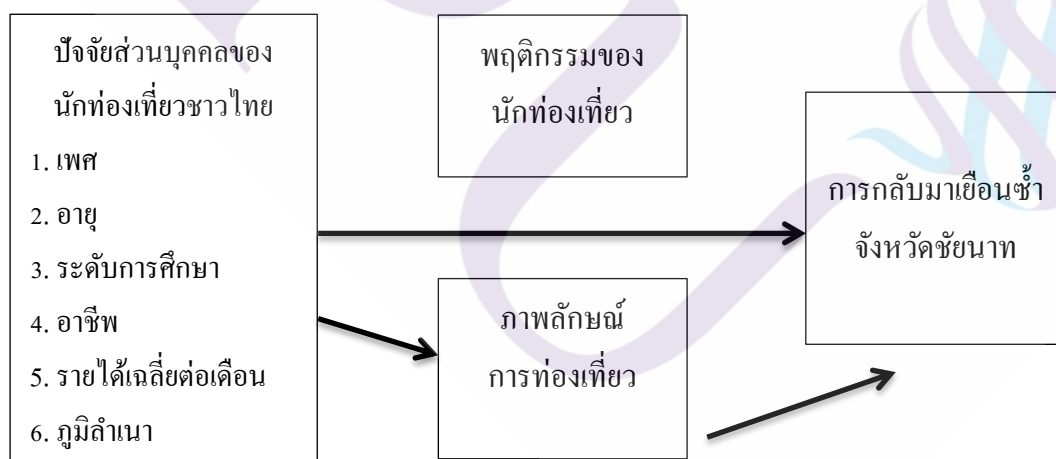 ปัจจัยส่วนบุคคลของ
นักท่องเที่ยวชาวไทย
1. เพศ
2. อายุ
3. ระดับการศึกษา
4. อาชีพ
5. รายได้เฉลี่ยต่อเดือน
6. ภูมิลำเนา
พฤติกรรมของ
นักท่องเที่ยว
ภาพลักษณ์
การท่องเที่ยว
การกลับมาเยือนซ้ำ
จังหวัดชัยนาท